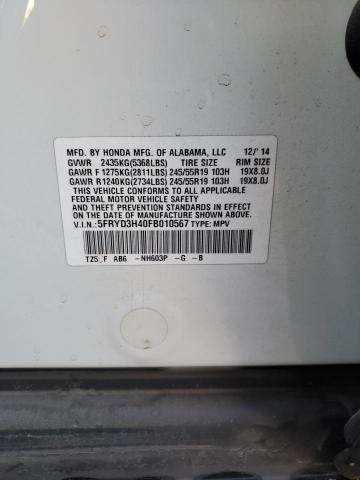 MFD. BY HONDA MFG. OF ALABAMA, LLC 12/'14
GVWR 2435KG(5368LBS) TIRE SIZE RIM SIZE
GAWR F 1275KG(2811LBS) 245/55R19 103H 19X8.0J
GAWR R1240KG(2734LBS) 245/55R19 103H 19X8.0J
THIS VEHICLE CONFORMS TO ALL APPLICABLE
FEDERAL MOTOR VEHICLE SAFETY
AND THEFT PREVENTION STANDARDS IN EFFECT
ON THE DATE OF MANUFACTURE SHOWN ABOVE.
V.I.N.:5FRYD3H40FB010567 TYPE: MPV
TZ5_F AB6 -NH603P -G -B